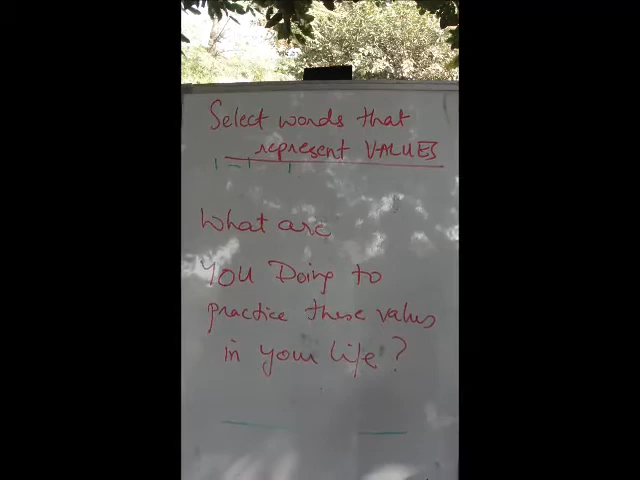 Select words that
represent VALUES
What are
YOU Doing to
practice these values
in your life?